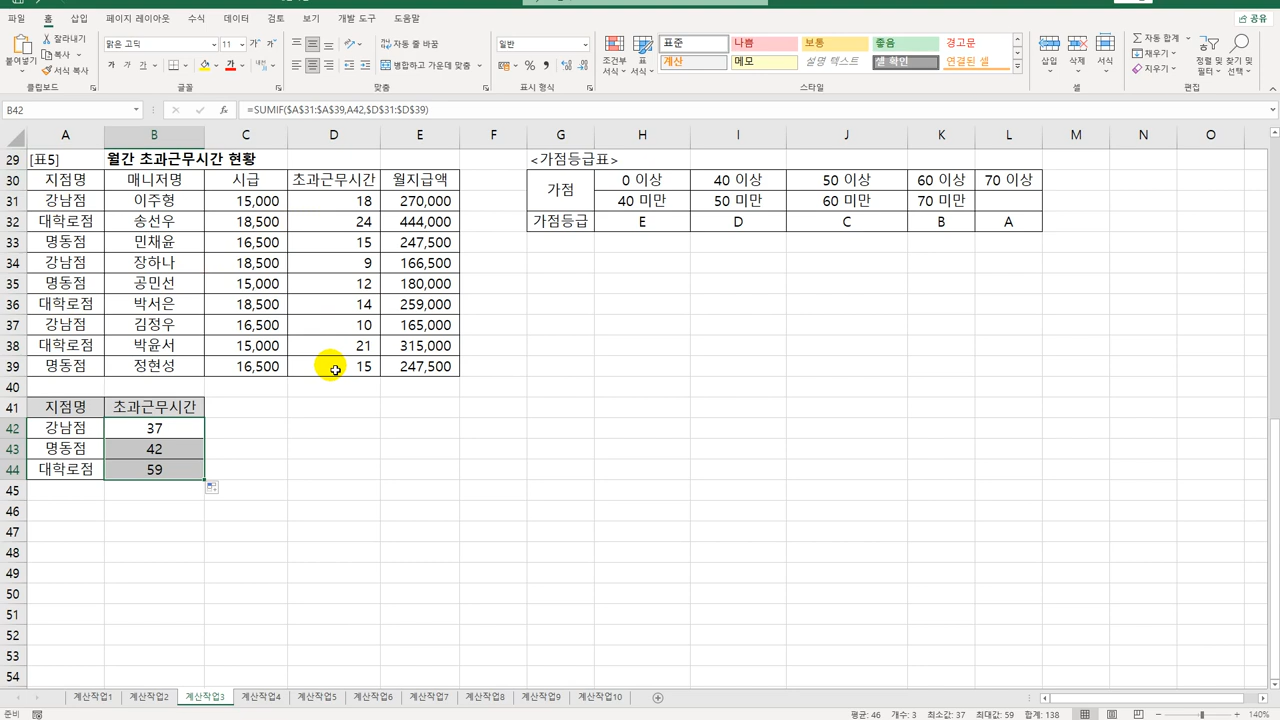 파일 홈 삽입 페이지 레이아웃 수식 데이터 검토 보기 개발 도구 도움말 공유
잘라내기 맑은 고딕 11 자동 줄 바꿈 일반 표준 나쁨 보통 좋음 경고문 자동 합계
붙여넣기 복사 조건부 서식 표 서식 삽입 삭제 서식 채우기 정렬 및 필터 찾기 및 선택
서식 복사 가 가 가 병합하고 가운데 맞춤 % 계산 메모 설명 텍스트 셀 확인 연결된 셀 지우기
클립보드 글꼴 맞춤 표시 형식 스타일 셀 편집
B42 fx =SUMIF($A$31:$A$39,A42,$D$31:$D$39)
A B C D E F G H I J K L M N O
29 [표5] 월간 초과근무시간 현황 <가점등급표>
30 지점명 매니저명 시급 초과근무시간 월지급액 가점 0 이상 40 이상 50 이상 60 이상 70 이상
31 강남점 이주형 15,000 18 270,000 40 미만 50 미만 60 미만 70 미만
32 대학로점 송선우 18,500 24 444,000 가점등급 E D C B A
33 명동점 민채윤 16,500 15 247,500
34 강남점 장하나 18,500 9 166,500
35 명동점 공민선 15,000 12 180,000
36 대학로점 박서은 18,500 14 259,000
37 강남점 김정우 16,500 10 165,000
38 대학로점 박윤서 15,000 21 315,000
39 명동점 정현성 16,500 15 247,500
40
41 지점명 초과근무시간
42 강남점 37
43 명동점 42
44 대학로점 59
45
46
47
48
49
50
51
52
53
54
계산작업1 계산작업2 계산작업3 계산작업4 계산작업5 계산작업6 계산작업7 계산작업8 계산작업9 계산작업10
준비 평균: 46 개수: 3 최소값: 37 최대값: 59 합계: 138 140%